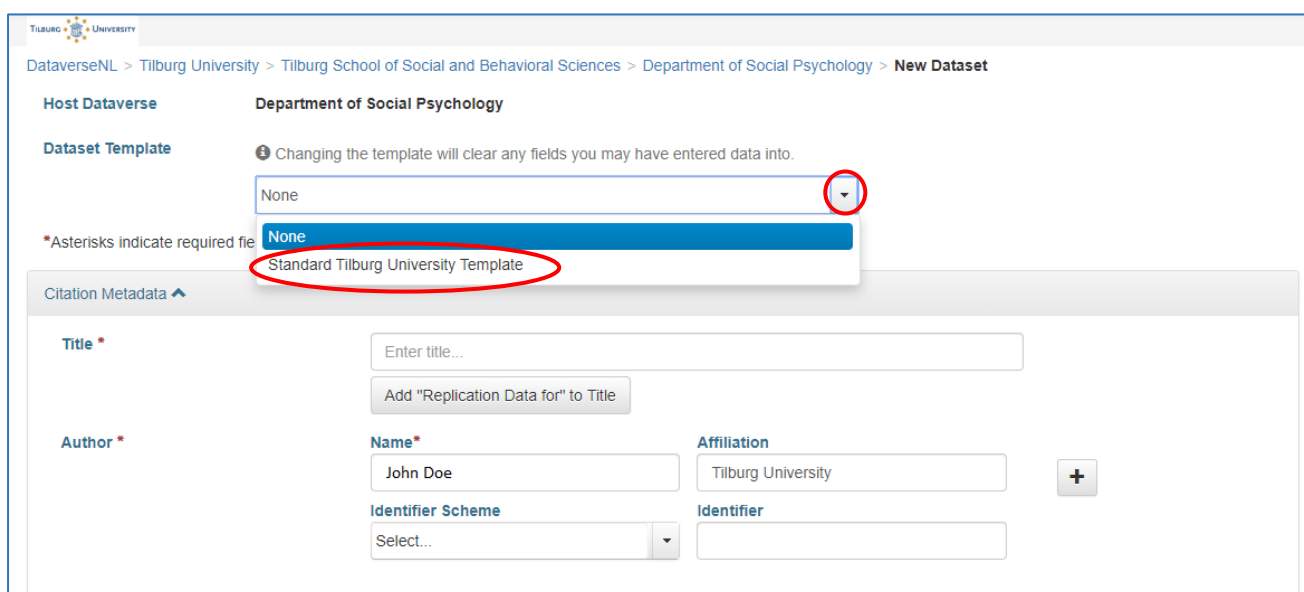 TILBURG UNIVERSITY
DataverseNL > Tilburg University > Tilburg School of Social and Behavioral Sciences > Department of Social Psychology > New Dataset
Host Dataverse Department of Social Psychology
Dataset Template Changing the template will clear any fields you may have entered data into.
None
*Asterisks indicate required fie None
Standard Tilburg University Template
Citation Metadata
Title * Enter title...
Add "Replication Data for" to Title
Author * Name* Affiliation
John Doe Tilburg University +
Identifier Scheme Identifier
Select...